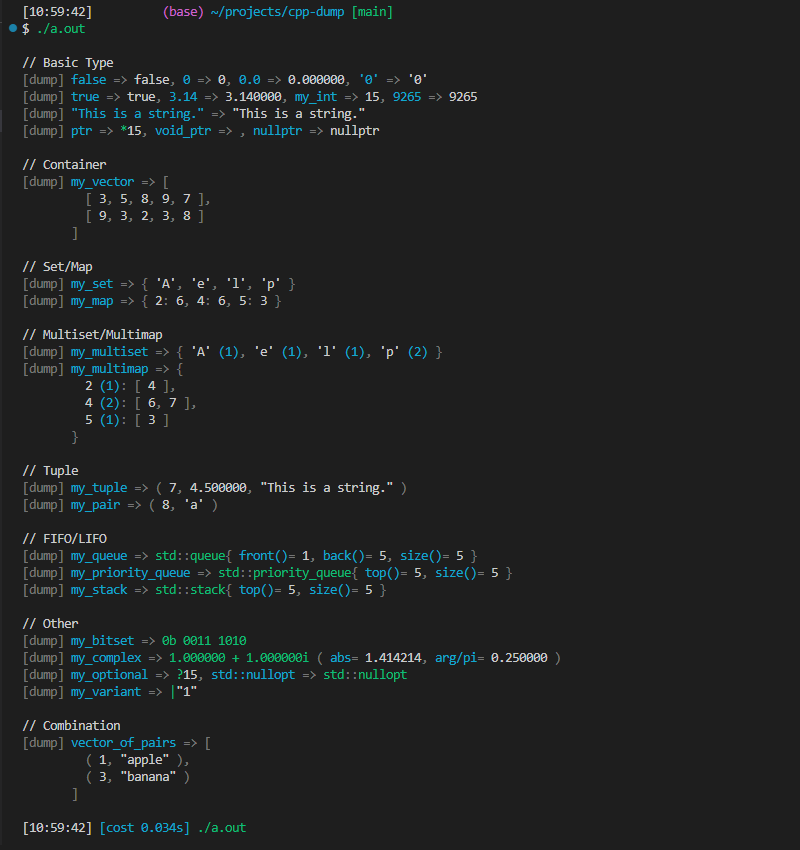 [10:59:42] (base) ~/projects/cpp-dump [main]
$ ./a.out
// Basic Type
[dump] false => false, 0 => 0, 0.0 => 0.000000, '0' => '0'
[dump] true => true, 3.14 => 3.140000, my_int => 15, 9265 => 9265
[dump] "This is a string." => "This is a string."
[dump] ptr => *15, void_ptr => , nullptr => nullptr
// Container
[dump] my_vector => [
[ 3, 5, 8, 9, 7 ],
[ 9, 3, 2, 3, 8 ]
]
// Set/Map
[dump] my_set => { 'A', 'e', 'l', 'p' }
[dump] my_map => { 2: 6, 4: 6, 5: 3 }
// Multiset/Multimap
[dump] my_multiset => { 'A' (1), 'e' (1), 'l' (1), 'p' (2) }
[dump] my_multimap => {
2 (1): [ 4 ],
4 (2): [ 6, 7 ],
5 (1): [ 3 ]
}
// Tuple
[dump] my_tuple => ( 7, 4.500000, "This is a string." )
[dump] my_pair => ( 8, 'a' )
// FIFO/LIFO
[dump] my_queue => std::queue{ front()= 1, back()= 5, size()= 5 }
[dump] my_priority_queue => std::priority_queue{ top()= 5, size()= 5 }
[dump] my_stack => std::stack{ top()= 5, size()= 5 }
// Other
[dump] my_bitset => 0b 0011 1010
[dump] my_complex => 1.000000 + 1.000000i ( abs= 1.414214, arg/pi= 0.250000 )
[dump] my_optional => ?15, std::nullopt => std::nullopt
[dump] my_variant => |"1"
// Combination
[dump] vector_of_pairs => [
( 1, "apple" ),
( 3, "banana" )
]
[10:59:42] [cost 0.034s] ./a.out